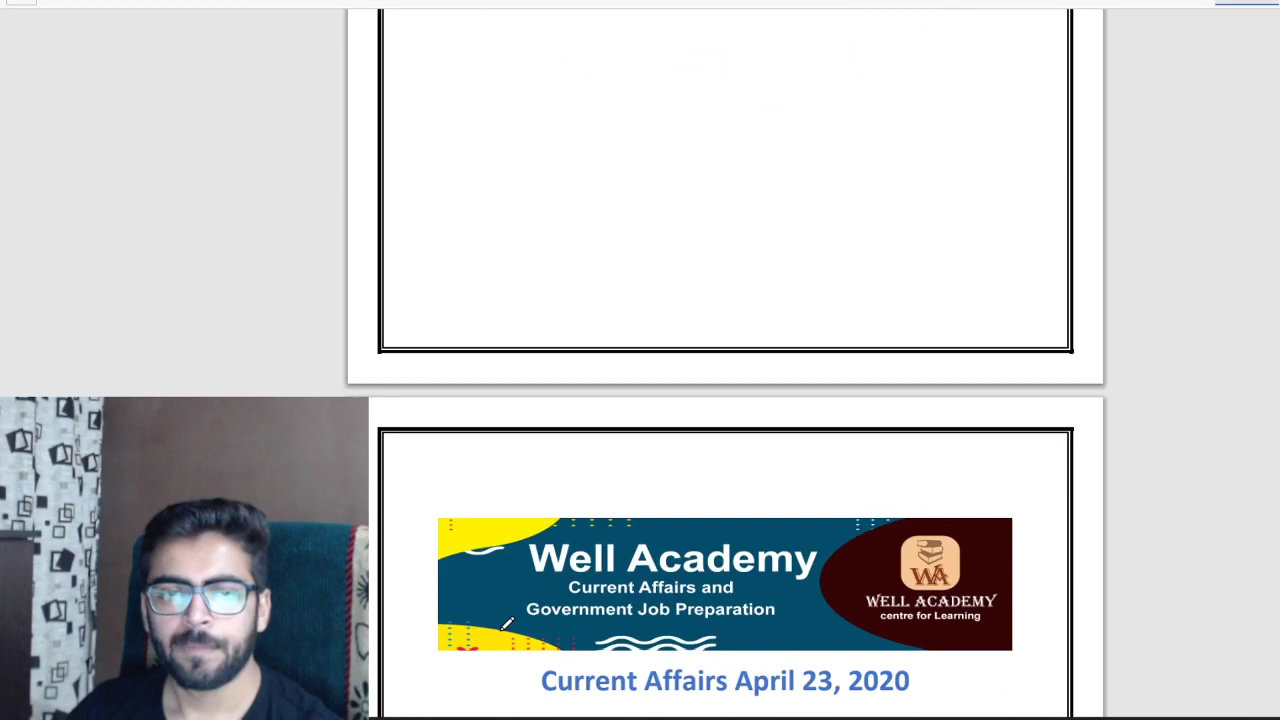 Well Academy
Current Affairs and
Government Job Preparation
WA
WELL ACADEMY
centre for Learning
Current Affairs April 23, 2020